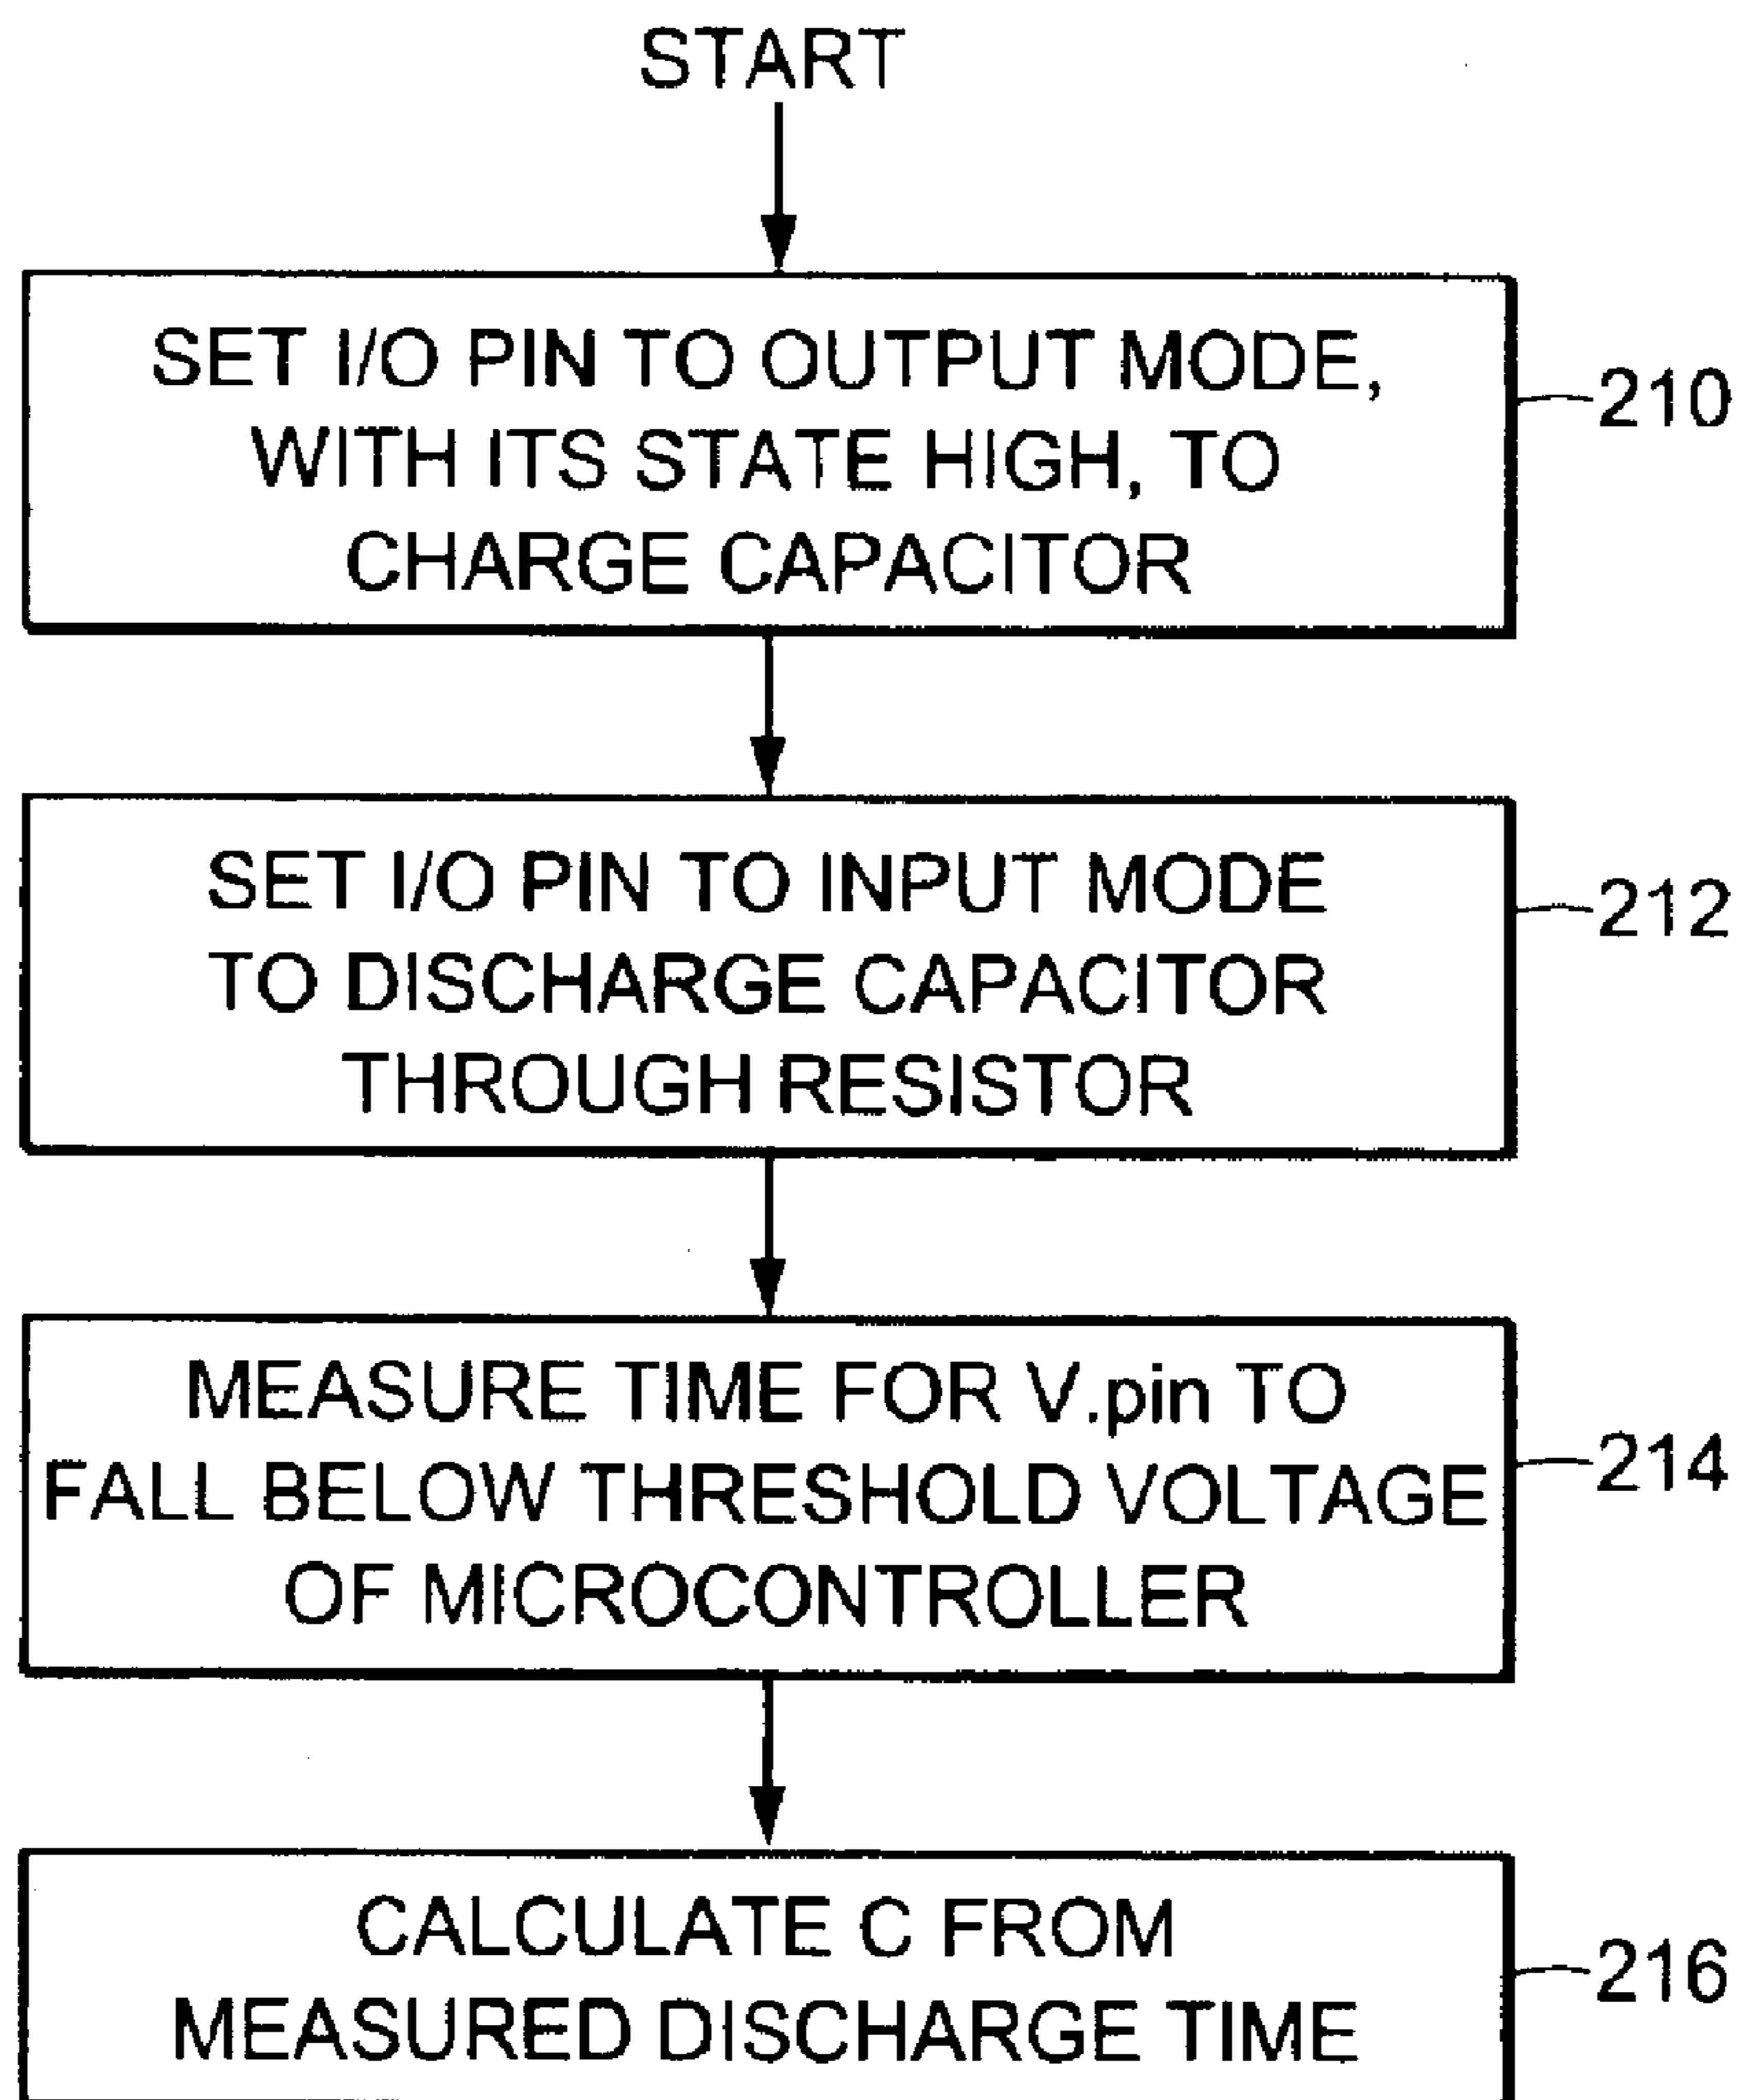 START
SET I/O PIN TO OUTPUT MODE,
WITH ITS STATE HIGH, TO
CHARGE CAPACITOR
210
SET I/O PIN TO INPUT MODE
TO DISCHARGE CAPACITOR
THROUGH RESISTOR
212
MEASURE TIME FOR V.pin TO
FALL BELOW THRESHOLD VOLTAGE
OF MICROCONTROLLER
214
CALCULATE C FROM
MEASURED DISCHARGE TIME
216